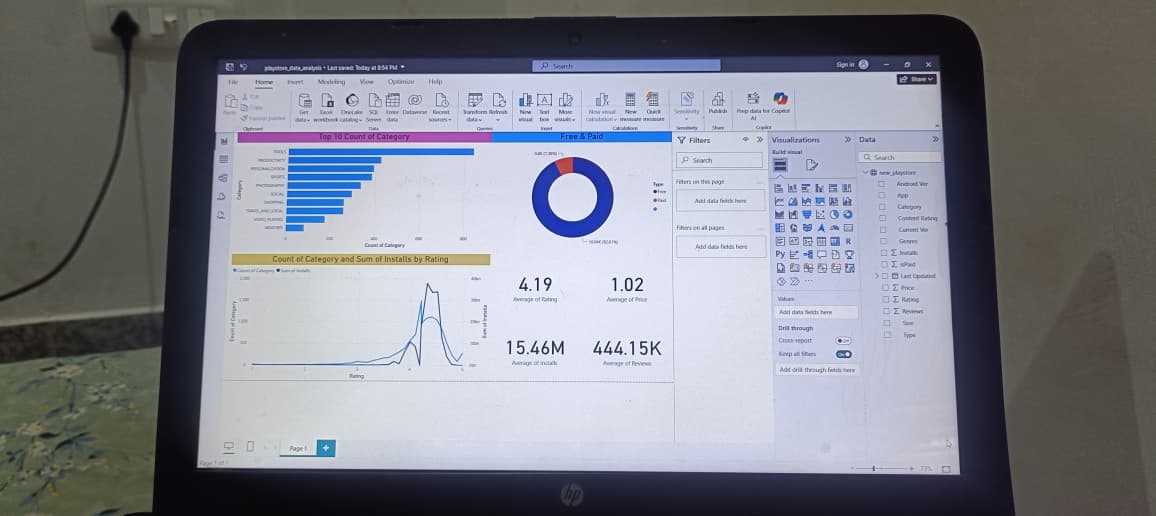 playstore_data_analysis • Last saved: Today at 8:54 PM
Search
Sign in
File Home Insert Modeling View Optimize Help
Share
Paste
Cut
Copy
Format painter
Get data
Excel workbook
OneLake catalog
SQL Server
Enter data
Dataverse
Recent sources
Transform data
Refresh
New visual
Text box
More visuals
New visual calculation
New measure
Quick measure
Sensitivity
Publish
Prep data for AI
Copilot
Clipboard Data Queries Insert Calculations Sensitivity Share Copilot
Top 10 Count of Category
TOOLS
PRODUCTIVITY
PERSONALIZATION
SPORTS
PHOTOGRAPHY
SOCIAL
SHOPPING
TRAVEL_AND_LOCAL
VIDEO_PLAYERS
WEATHER
Category
Count of Category
Free & Paid
Type
Free
Paid
Count of Category and Sum of Installs by Rating
Count of Category Sum of Installs
Count of Category
Sum of Installs
Rating
4.19
Average of Rating
1.02
Average of Price
15.46M
Average of Installs
444.15K
Average of Reviews
Filters
Search
Filters on this page
Add data fields here
Filters on all pages
Add data fields here
Visualizations
Build visual
Values
Add data fields here
Drill through
Cross-report
Off
Keep all filters
On
Add drill-through fields here
Data
Search
new_playstore
Android Ver
App
Category
Content Rating
Current Ver
Genres
Installs
isPaid
Last Updated
Price
Rating
Reviews
Size
Type
Page 1
Page 1 of 1
hp